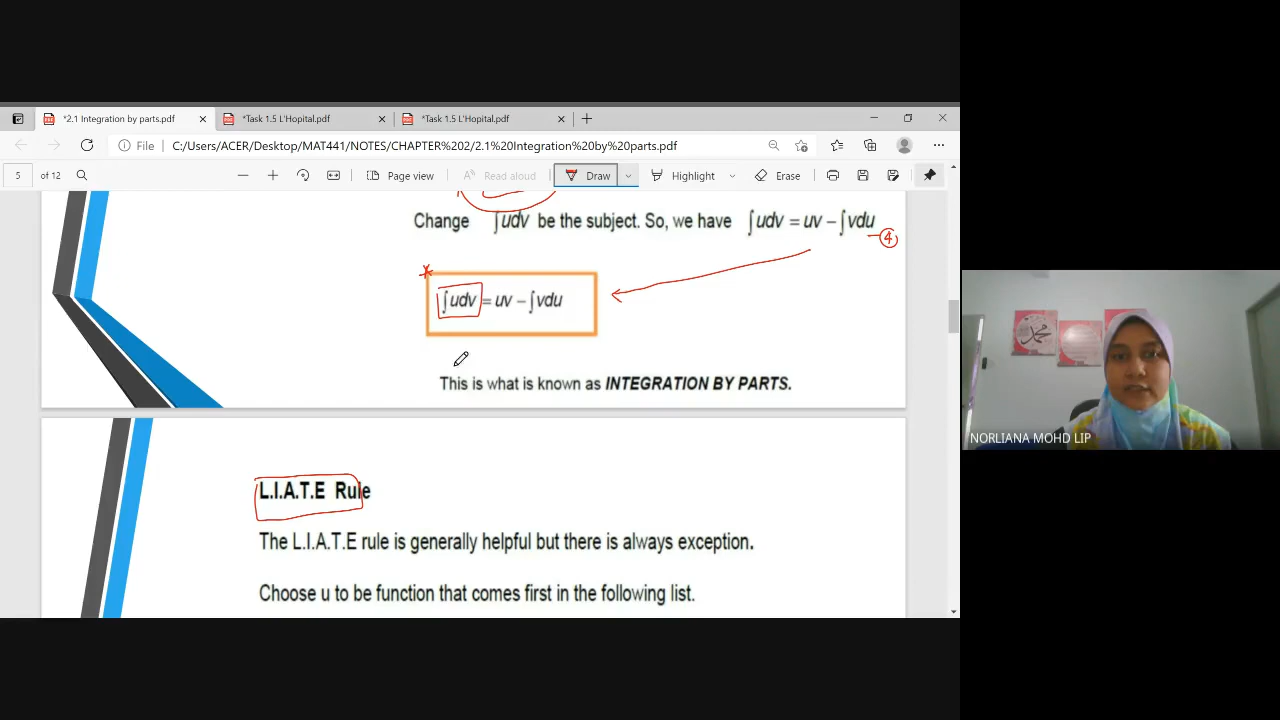 *2.1 Integration by parts.pdf
*Task 1.5 L'Hopital.pdf
*Task 1.5 L'Hopital.pdf
File C:/Users/ACER/Desktop/MAT441/NOTES/CHAPTER%202/2.1%20Integration%20by%20parts.pdf
5 of 12 Page view Read aloud Draw Highlight Erase
Change ∫udv be the subject. So, we have ∫udv = uv – ∫vdu
④
*
∫udv = uv – ∫vdu
This is what is known as INTEGRATION BY PARTS.
NORLIANA MOHD LIP
محمد
L.I.A.T.E Rule
The L.I.A.T.E rule is generally helpful but there is always exception.
Choose u to be function that comes first in the following list.